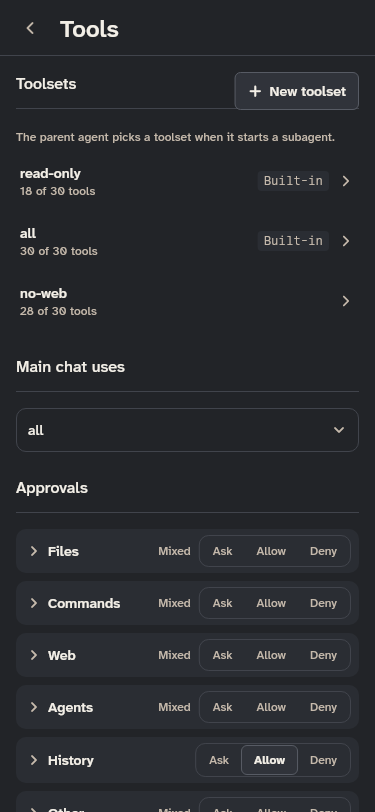 Tools
Toolsets
New toolset
The parent agent picks a toolset when it starts a subagent.
read-only
18 of 30 tools
Built-in
all
30 of 30 tools
Built-in
no-web
28 of 30 tools
Main chat uses
all
Approvals
Files Mixed Ask Allow Deny
Commands Mixed Ask Allow Deny
Web Mixed Ask Allow Deny
Agents Mixed Ask Allow Deny
History Ask Allow Deny